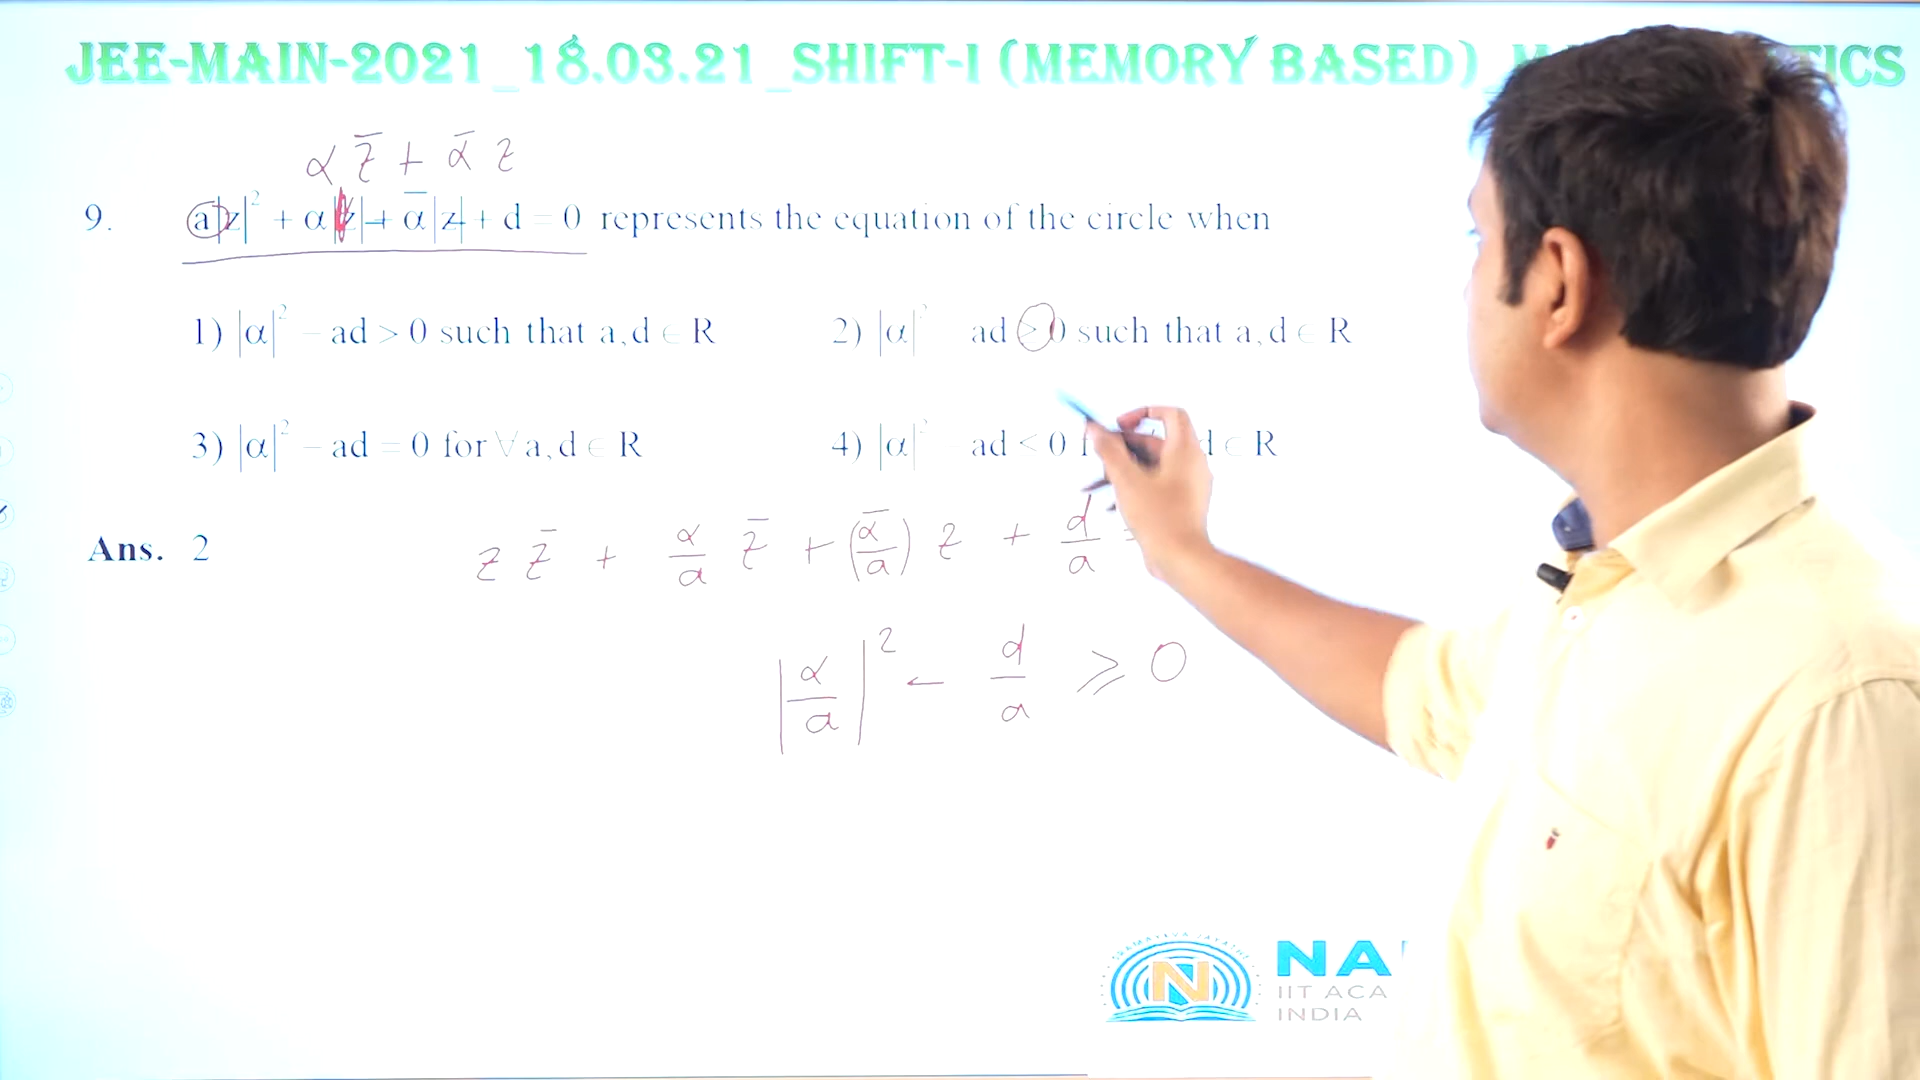 JEE-MAIN-2021_18.03.21_SHIFT-I (MEMORY BASED)_
α z̄ + ᾱ z
9. a|z|² + α|z| + ᾱ|z| + d = 0 represents the equation of the circle when
1) |α|² – ad > 0 such that a, d ∈ R
2) |α|² ad ≥ 0 such that a, d ∈ R
3) |α|² – ad = 0 for ∀ a, d ∈ R
4) |α|² – ad < 0 d ∈ R
Ans. 2
z z̄ + α/a z̄ + (ᾱ/a) z + d/a
|α/a|² – d/a ≥ 0
N
IIT ACA
INDIA